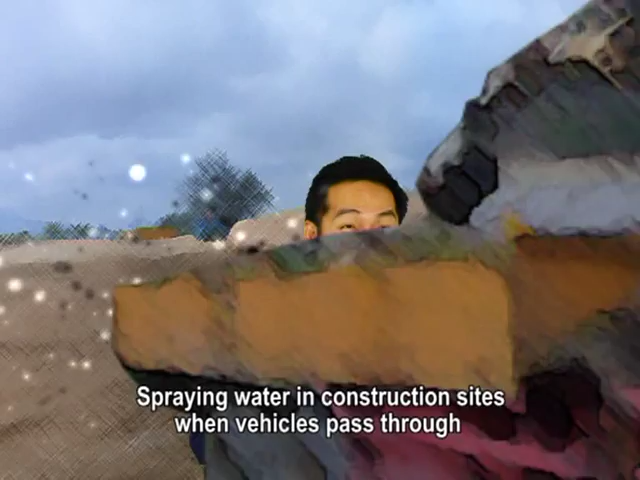 Spraying water in construction sites
when vehicles pass through